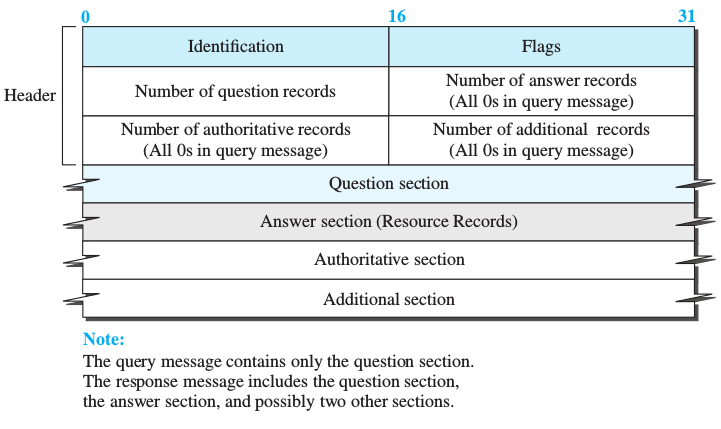 0 16 31
Header
Identification Flags
Number of question records Number of answer records
(All 0s in query message)
Number of authoritative records Number of additional records
(All 0s in query message) (All 0s in query message)
Question section
Answer section (Resource Records)
Authoritative section
Additional section
Note:
The query message contains only the question section.
The response message includes the question section,
the answer section, and possibly two other sections.